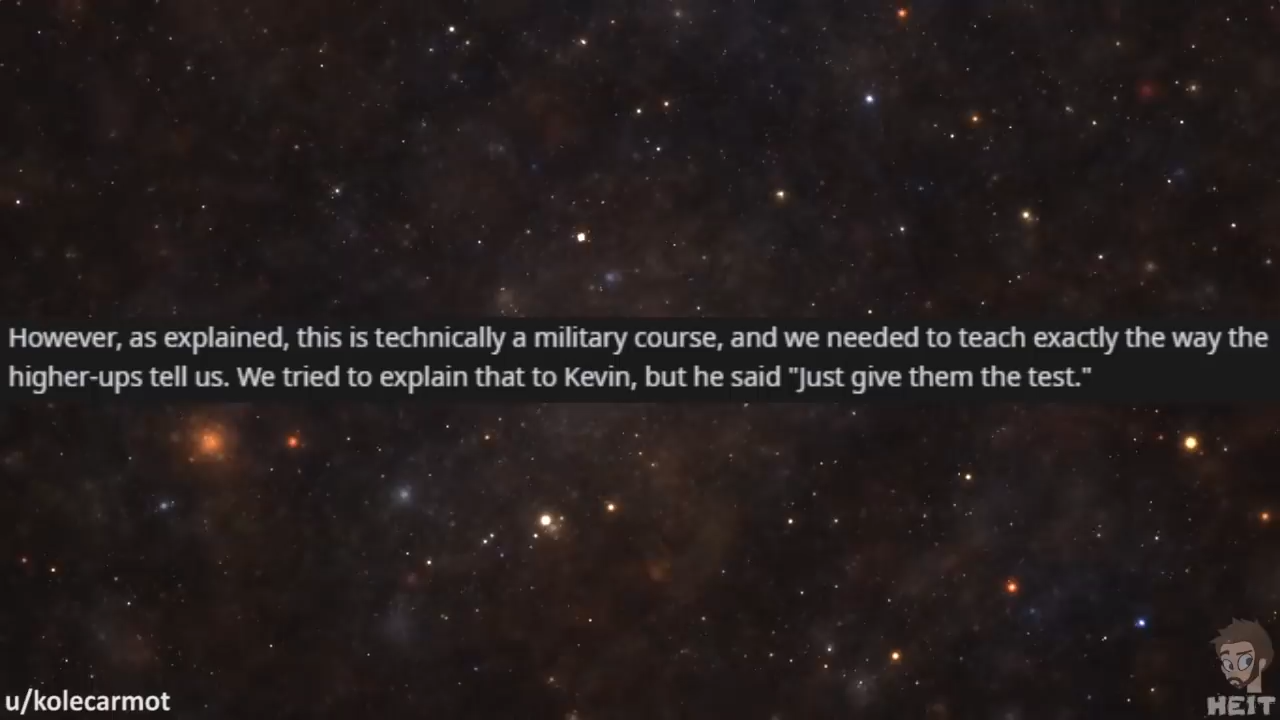 However, as explained, this is technically a military course, and we needed to teach exactly the way the
higher-ups tell us. We tried to explain that to Kevin, but he said "Just give them the test."
u/kolecarmot
HEIT